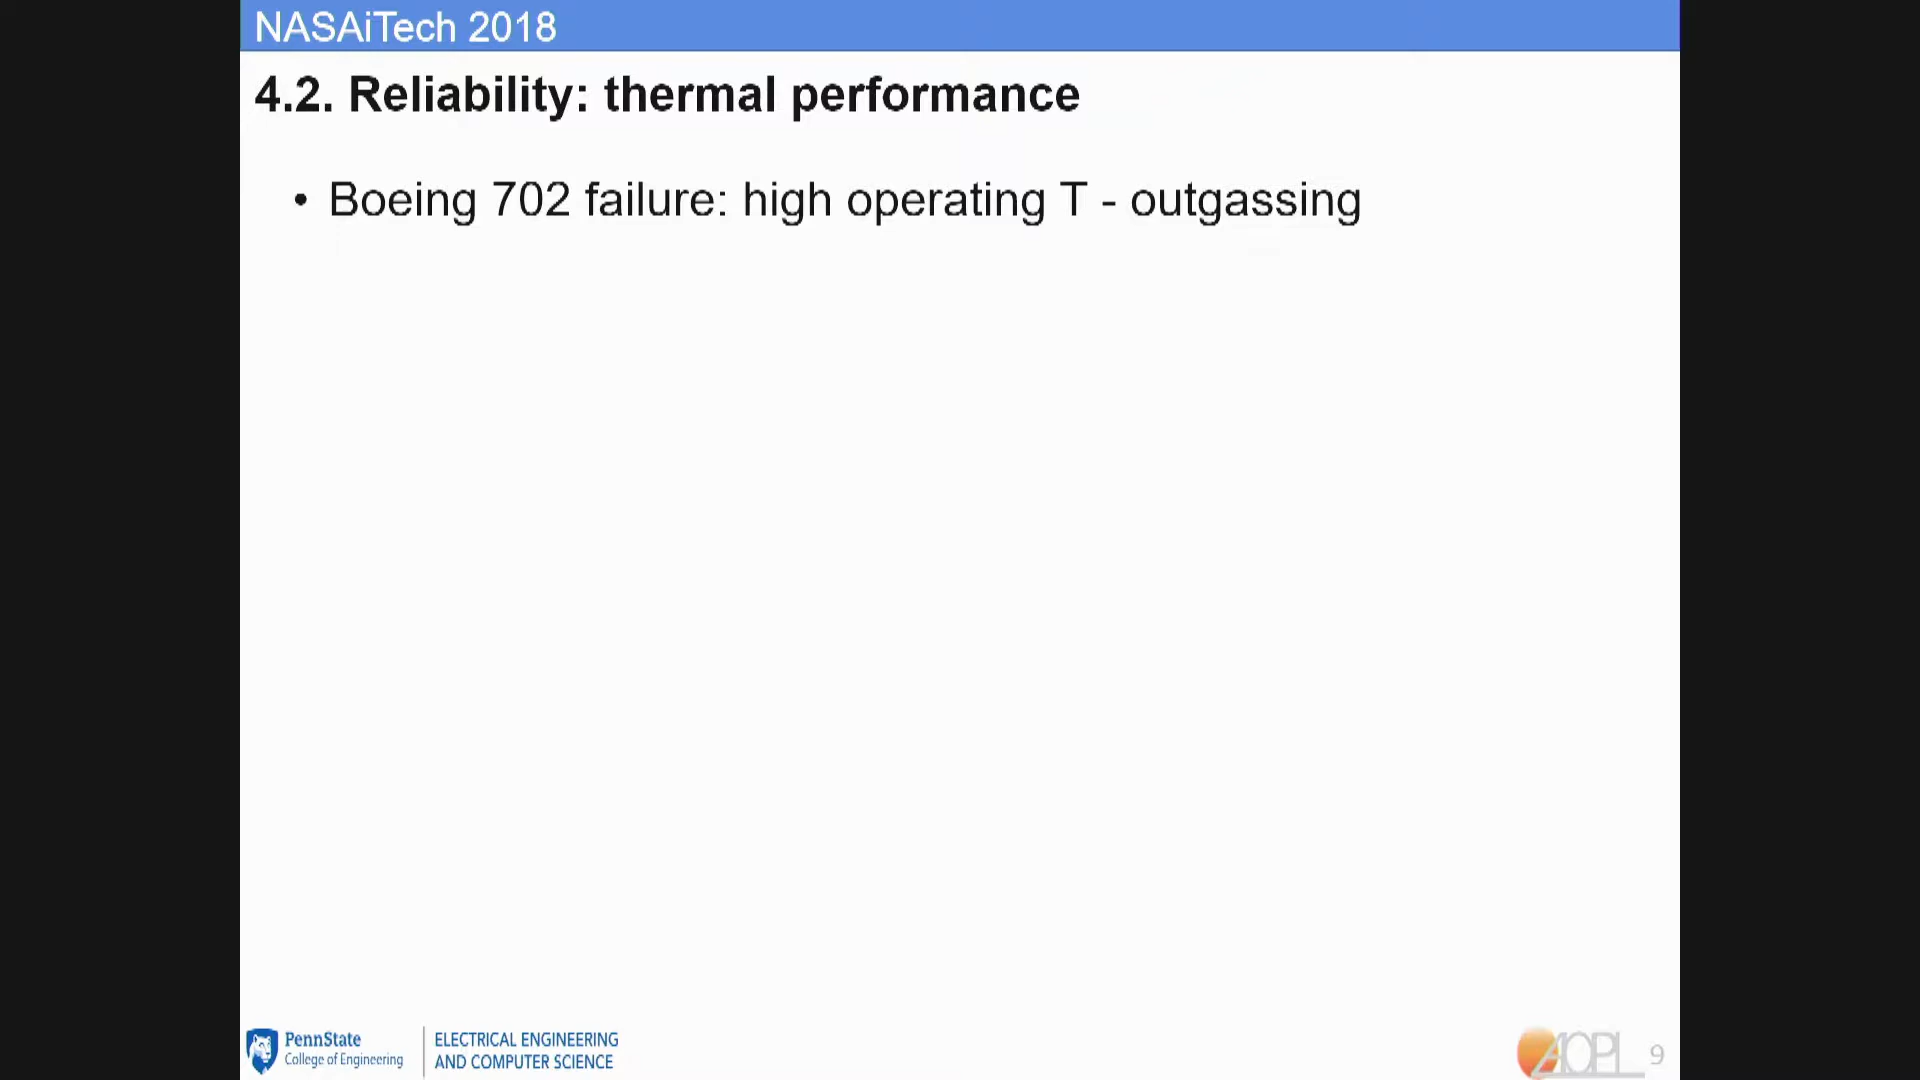 NASAiTech 2018
4.2. Reliability: thermal performance
• Boeing 702 failure: high operating T - outgassing
PennState
College of Engineering
ELECTRICAL ENGINEERING
AND COMPUTER SCIENCE
AOPL
9